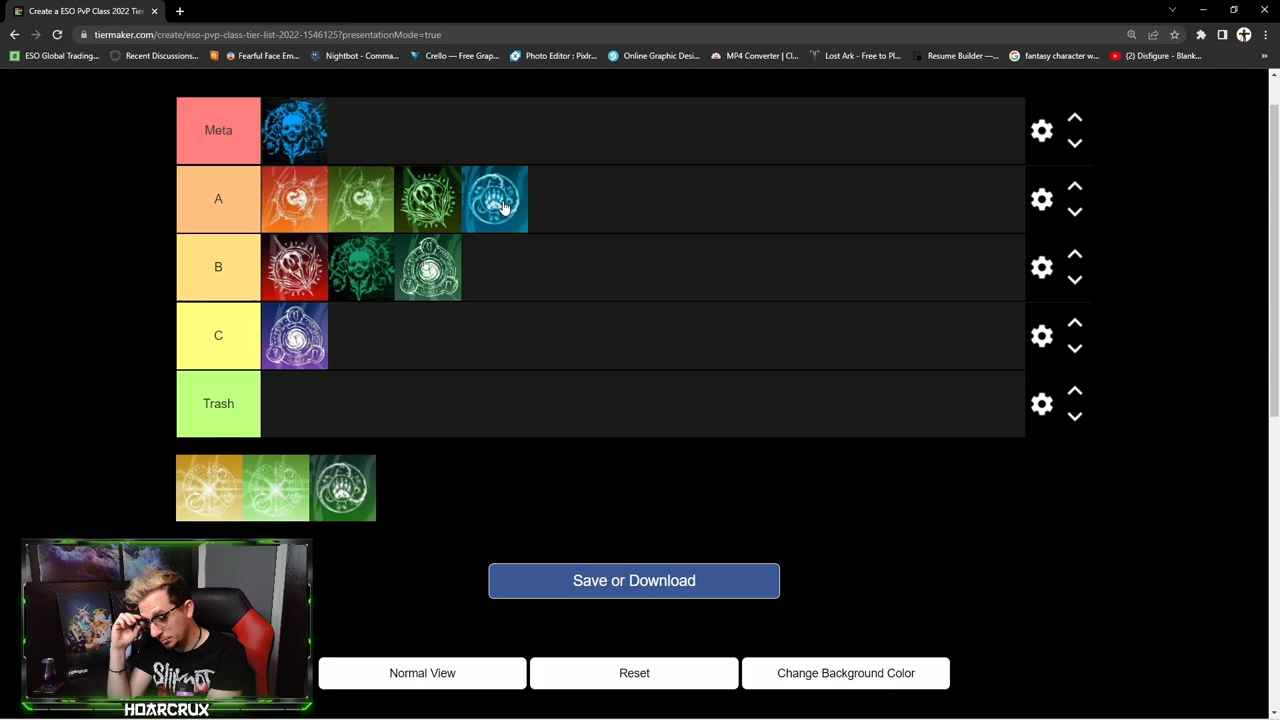 Create a ESO PvP Class 2022 Tier
tiermaker.com/create/eso-pvp-class-tier-list-2022-1546125?presentationMode=true
ESO Global Trading...
Recent Discussions...
Fearful Face Em...
Nightbot - Comma...
Crello — Free Grap...
Photo Editor : Pixlr...
Online Graphic Desi...
MP4 Converter | Cl...
Lost Ark - Free to Pl...
Resume Builder —...
fantasy character w...
(2) Disfigure - Blank...
Meta
A
B
C
Trash
Save or Download
Normal View
Reset
Change Background Color
Slipknot
HOARCRUX